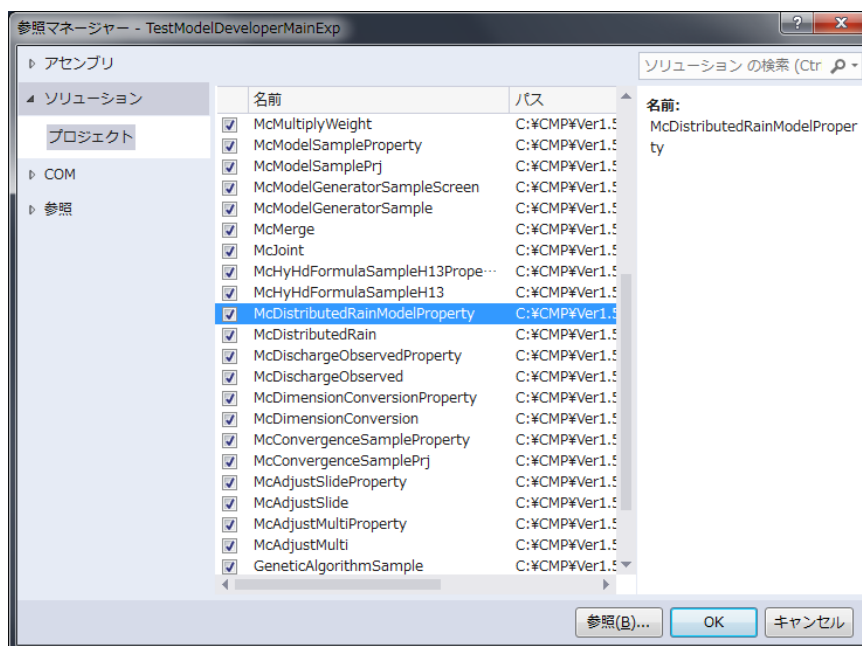 参照マネージャー - TestModelDeveloperMainExp
アセンブリ
ソリューション
プロジェクト
COM
参照
名前 パス
McMultiplyWeight C:¥CMP¥Ver1.5
McModelSampleProperty C:¥CMP¥Ver1.5
McModelSamplePrj C:¥CMP¥Ver1.5
McModelGeneratorSampleScreen C:¥CMP¥Ver1.5
McModelGeneratorSample C:¥CMP¥Ver1.5
McMerge C:¥CMP¥Ver1.5
McJoint C:¥CMP¥Ver1.5
McHyHdFormulaSampleH13Prope… C:¥CMP¥Ver1.5
McHyHdFormulaSampleH13 C:¥CMP¥Ver1.5
McDistributedRainModelProperty C:¥CMP¥Ver1.5
McDistributedRain C:¥CMP¥Ver1.5
McDischargeObservedProperty C:¥CMP¥Ver1.5
McDischargeObserved C:¥CMP¥Ver1.5
McDimensionConversionProperty C:¥CMP¥Ver1.5
McDimensionConversion C:¥CMP¥Ver1.5
McConvergenceSampleProperty C:¥CMP¥Ver1.5
McConvergenceSamplePrj C:¥CMP¥Ver1.5
McAdjustSlideProperty C:¥CMP¥Ver1.5
McAdjustSlide C:¥CMP¥Ver1.5
McAdjustMultiProperty C:¥CMP¥Ver1.5
McAdjustMulti C:¥CMP¥Ver1.5
GeneticAlgorithmSample C:¥CMP¥Ver1.5
ソリューション の検索 (Ctr
名前:
McDistributedRainModelProper
ty
参照(B)... OK キャンセル